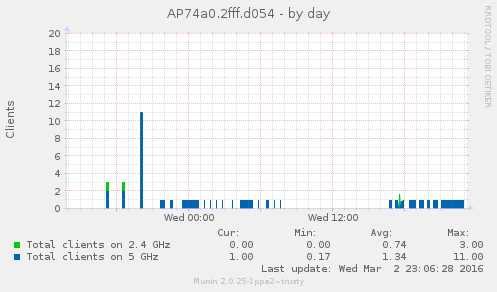 AP74a0.2fff.d054 - by day
RRDTOOL / TOBI OETIKER
Clients
20
18
16
14
12
10
8
6
4
2
0
Wed 00:00 Wed 12:00
Cur: Min: Avg: Max:
Total clients on 2.4 GHz 0.00 0.00 0.74 3.00
Total clients on 5 GHz 1.00 0.17 1.34 11.00
Last update: Wed Mar 2 23:06:28 2016
Munin 2.0.25-1ppa2~trusty